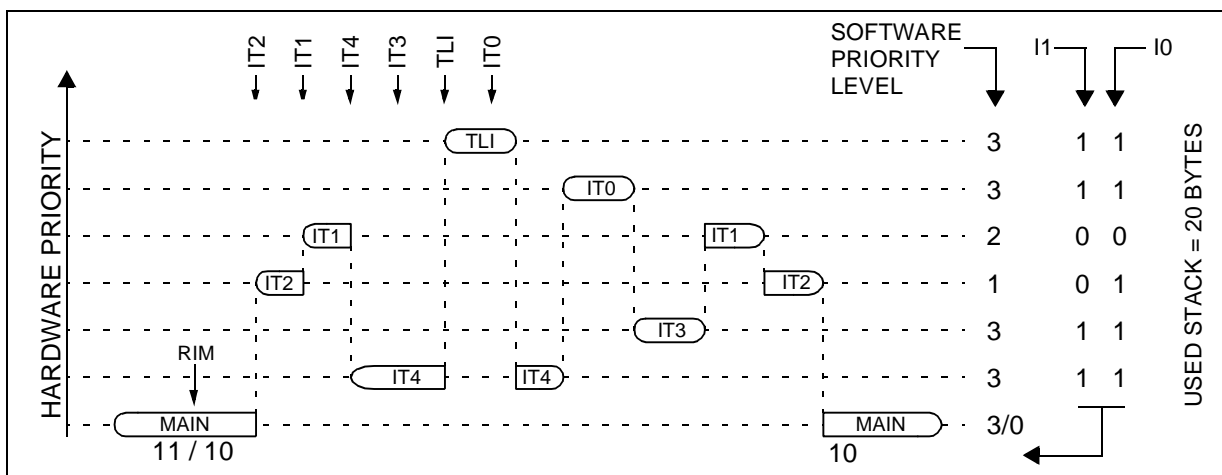 IT2
IT1
IT4
IT3
TLI
IT0
SOFTWARE
PRIORITY
LEVEL
I1
I0
HARDWARE PRIORITY
TLI
3
1 1
IT0
3
1 1
IT1
IT1
2
0 0
IT2
IT2
1
0 1
IT3
3
1 1
RIM
IT4
IT4
3
1 1
MAIN
MAIN
3/0
11 / 10
10
USED STACK = 20 BYTES